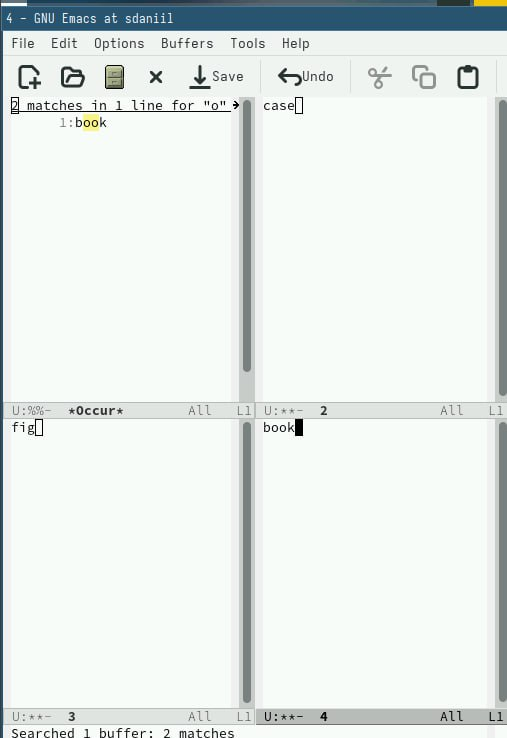 4 - GNU Emacs at sdaniil
File Edit Options Buffers Tools Help
Save Undo
2 matches in 1 line for "o"
1:book
case
U:%%- *Occur* All L1
U:**- 2 All L1
fig
book
U:**- 3 All L1
U:**- 4 All L1
Searched 1 buffer; 2 matches